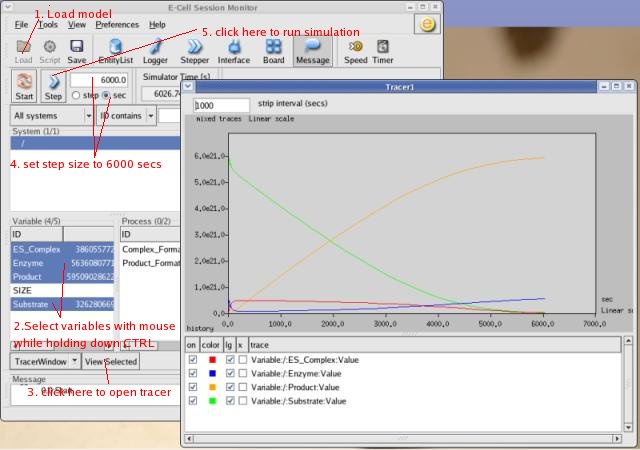 E-Cell Session Monitor
File Tools View Preferences Help
1. Load model
5. click here to run simulation
Load Script Save EntityList Logger Stepper Interface Board Message Speed Timer
Start Step
6000.0
step sec
Simulator Time [s]
6026.74
All systems
ID contains
System (1/1)
/
4. set step size to 6000 secs
Variable (4/5)
Process (0/2)
ID
ID
ES_Complex 386055772
Enzyme 5636080771
Product 59509028622
SIZE
Substrate 326280669
Complex_Forma
Product_Format
2.Select variables with mouse
while holding down CTRL
TracerWindow
View Selected
Message
3. click here to open tracer
Tracer1
1000
strip interval (secs)
mixed traces Linear scale
6,0e21,0
5,0e21,0
4,0e21,0
3,0e21,0
2,0e21,0
1,0e21,0
0,0
0,0 1000,0 2000,0 3000,0 4000,0 5000,0 6000,0 7000,0
sec
Linear scale
history
on color lg x trace
Variable:/:ES_Complex:Value
Variable:/:Enzyme:Value
Variable:/:Product:Value
Variable:/:Substrate:Value